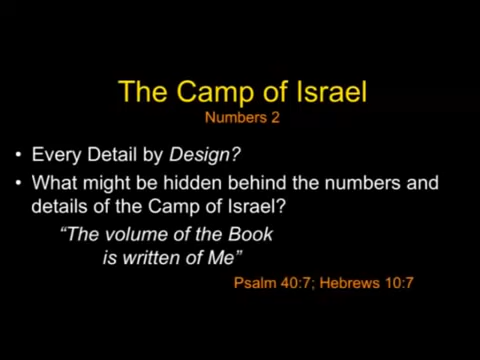 The Camp of Israel
Numbers 2
• Every Detail by Design?
• What might be hidden behind the numbers and
details of the Camp of Israel?
“The volume of the Book
is written of Me”
Psalm 40:7; Hebrews 10:7